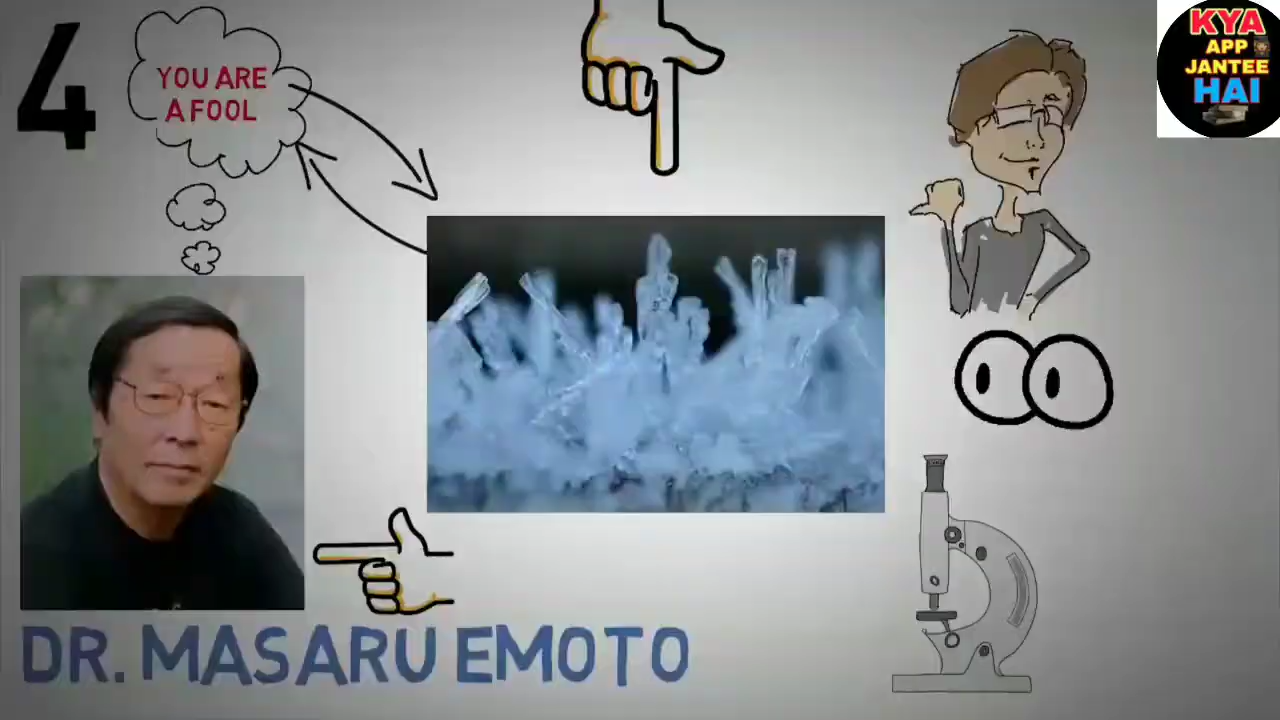 4
YOU ARE
A FOOL
KYA
APP
JANTEE
HAI
DR. MASARU EMOTO